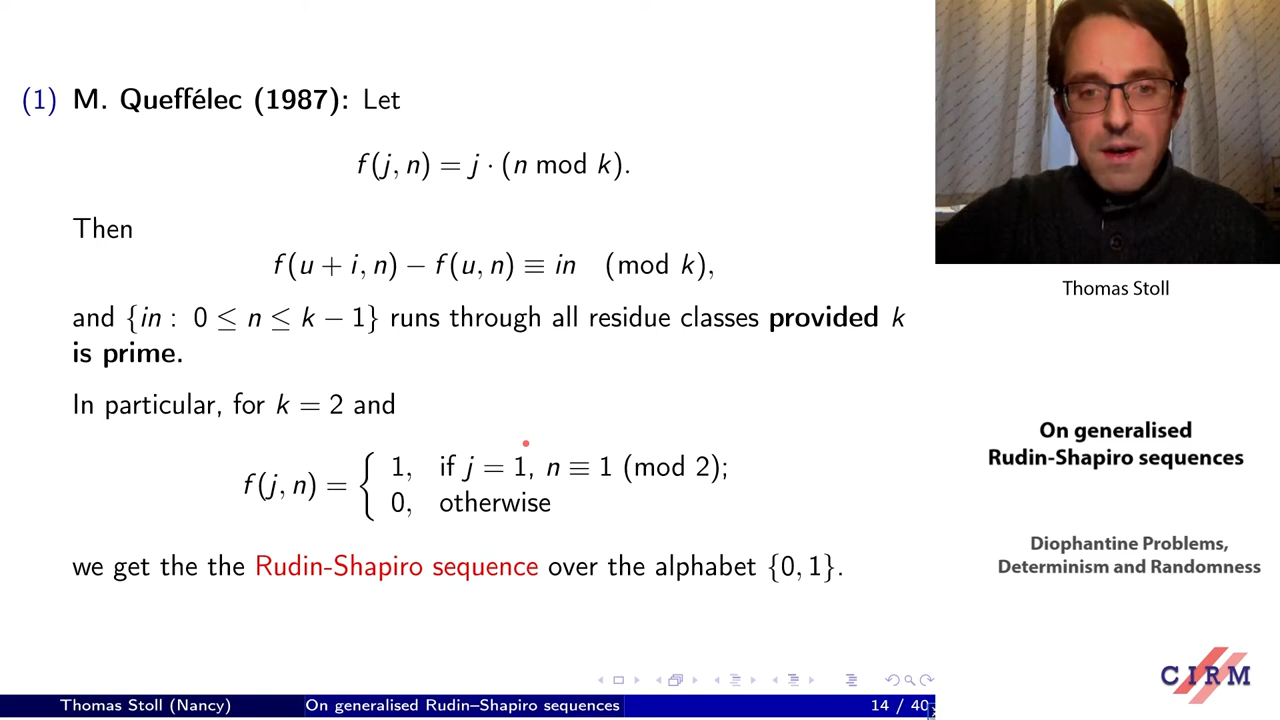 (1) M. Queffélec (1987): Let
f(j, n) = j · (n mod k).
Then
f(u + i, n) − f(u, n) ≡ in (mod k),
and {in : 0 ≤ n ≤ k − 1} runs through all residue classes provided k
is prime.
In particular, for k = 2 and
f(j, n) = { 1, if j = 1, n ≡ 1 (mod 2);
0, otherwise
we get the the Rudin-Shapiro sequence over the alphabet {0, 1}.
Thomas Stoll (Nancy) On generalised Rudin–Shapiro sequences 14 / 40
Thomas Stoll
On generalised
Rudin-Shapiro sequences
Diophantine Problems,
Determinism and Randomness
CIRM